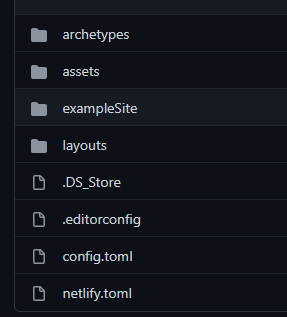 archetypes
assets
exampleSite
layouts
.DS_Store
.editorconfig
config.toml
netlify.toml